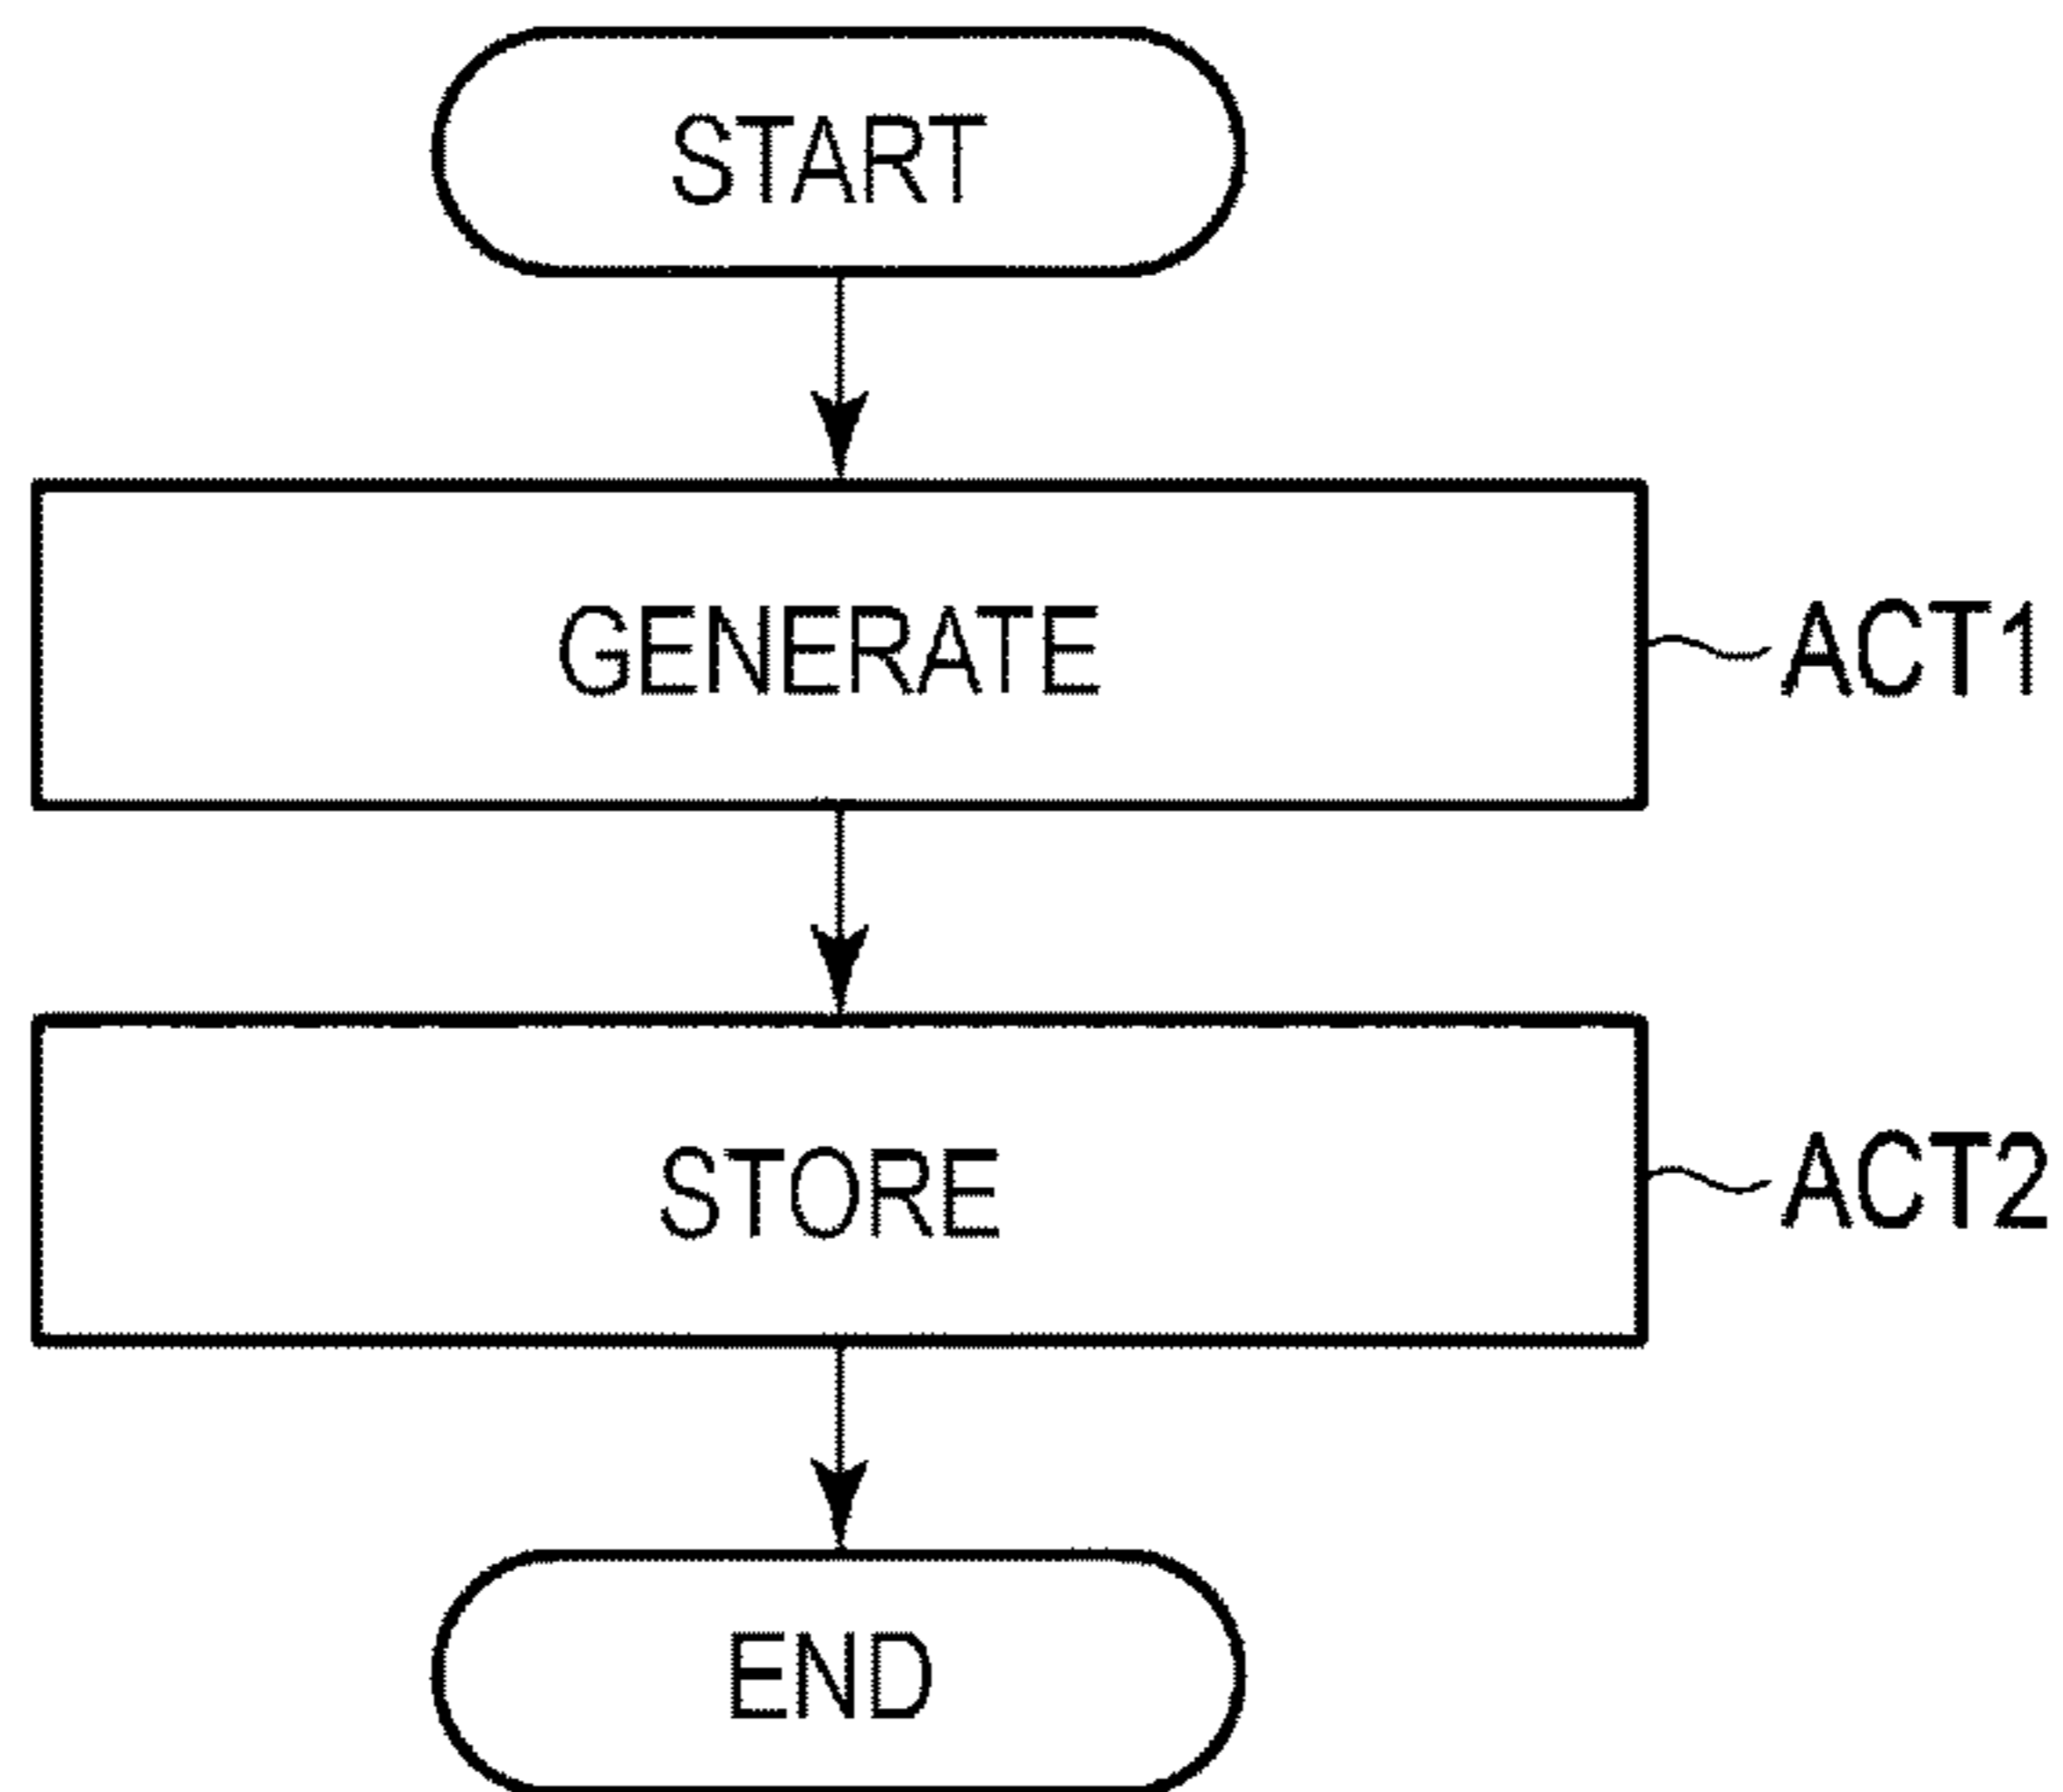 START
GENERATE
ACT1
STORE
ACT2
END